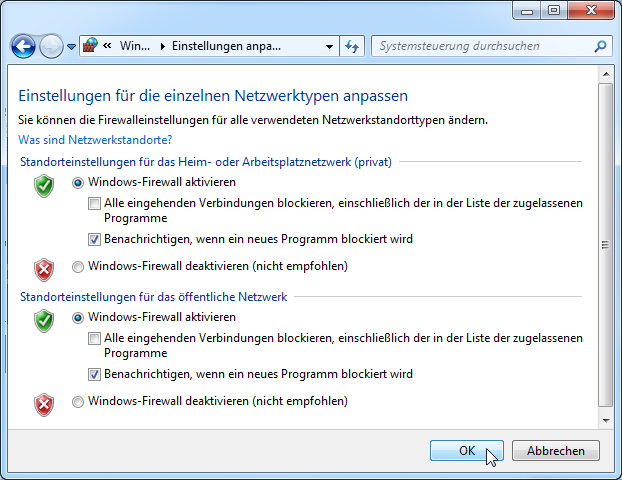 « Win... ▸ Einstellungen anpa...
Systemsteuerung durchsuchen
Einstellungen für die einzelnen Netzwerktypen anpassen
Sie können die Firewalleinstellungen für alle verwendeten Netzwerkstandorttypen ändern.
Was sind Netzwerkstandorte?
Standorteinstellungen für das Heim- oder Arbeitsplatznetzwerk (privat)
Windows-Firewall aktivieren
Alle eingehenden Verbindungen blockieren, einschließlich der in der Liste der zugelassenen
Programme
Benachrichtigen, wenn ein neues Programm blockiert wird
Windows-Firewall deaktivieren (nicht empfohlen)
Standorteinstellungen für das öffentliche Netzwerk
Windows-Firewall aktivieren
Alle eingehenden Verbindungen blockieren, einschließlich der in der Liste der zugelassenen
Programme
Benachrichtigen, wenn ein neues Programm blockiert wird
Windows-Firewall deaktivieren (nicht empfohlen)
OK Abbrechen